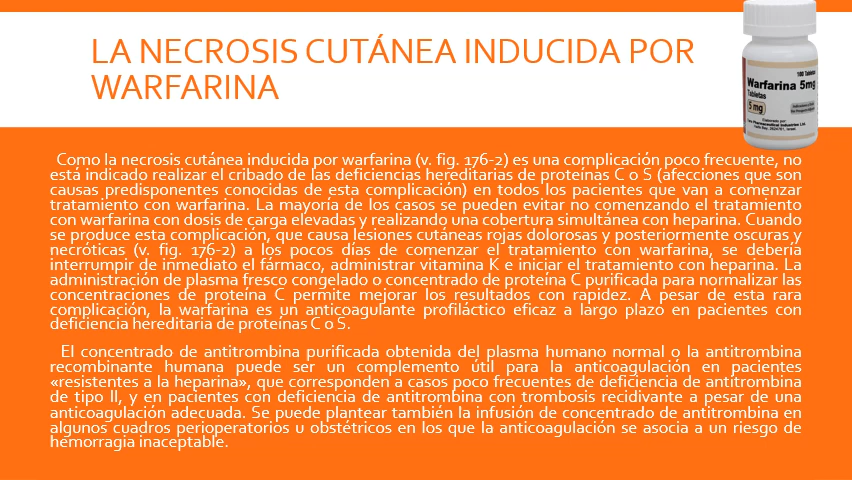 LA NECROSIS CUTÁNEA INDUCIDA POR
WARFARINA
100 Tabletas
Warfarina 5mg
Tabletas
5 mg
Como la necrosis cutánea inducida por warfarina (v. fig. 176-2) es una complicación poco frecuente, no
está indicado realizar el cribado de las deficiencias hereditarias de proteínas C o S (afecciones que son
causas predisponentes conocidas de esta complicación) en todos los pacientes que van a comenzar
tratamiento con warfarina. La mayoría de los casos se pueden evitar no comenzando el tratamiento
con warfarina con dosis de carga elevadas y realizando una cobertura simultánea con heparina. Cuando
se produce esta complicación, que causa lesiones cutáneas rojas dolorosas y posteriormente oscuras y
necróticas (v. fig. 176-2) a los pocos días de comenzar el tratamiento con warfarina, se debería
interrumpir de inmediato el fármaco, administrar vitamina K e iniciar el tratamiento con heparina. La
administración de plasma fresco congelado o concentrado de proteína C purificada para normalizar las
concentraciones de proteína C permite mejorar los resultados con rapidez. A pesar de esta rara
complicación, la warfarina es un anticoagulante profiláctico eficaz a largo plazo en pacientes con
deficiencia hereditaria de proteínas C o S.
El concentrado de antitrombina purificada obtenida del plasma humano normal o la antitrombina
recombinante humana puede ser un complemento útil para la anticoagulación en pacientes
«resistentes a la heparina», que corresponden a casos poco frecuentes de deficiencia de antitrombina
de tipo II, y en pacientes con deficiencia de antitrombina con trombosis recidivante a pesar de una
anticoagulación adecuada. Se puede plantear también la infusión de concentrado de antitrombina en
algunos cuadros perioperatorios u obstétricos en los que la anticoagulación se asocia a un riesgo de
hemorragia inaceptable.